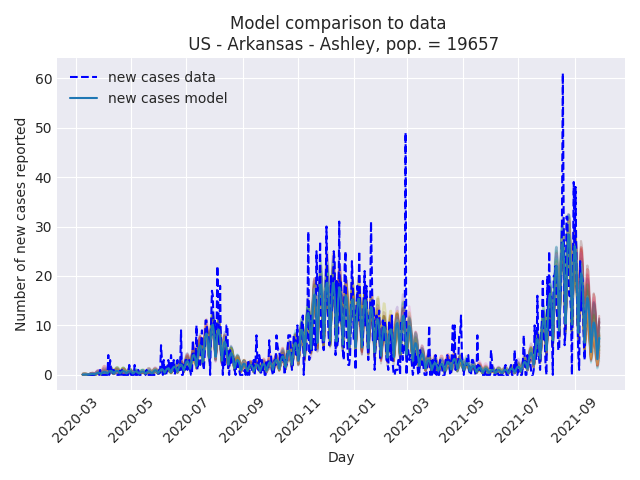 Model comparison to data
US - Arkansas - Ashley, pop. = 19657
new cases data
new cases model
Number of new cases reported
60
50
40
30
20
10
0
2020-03
2020-05
2020-07
2020-09
2020-11
2021-01
2021-03
2021-05
2021-07
2021-09
Day